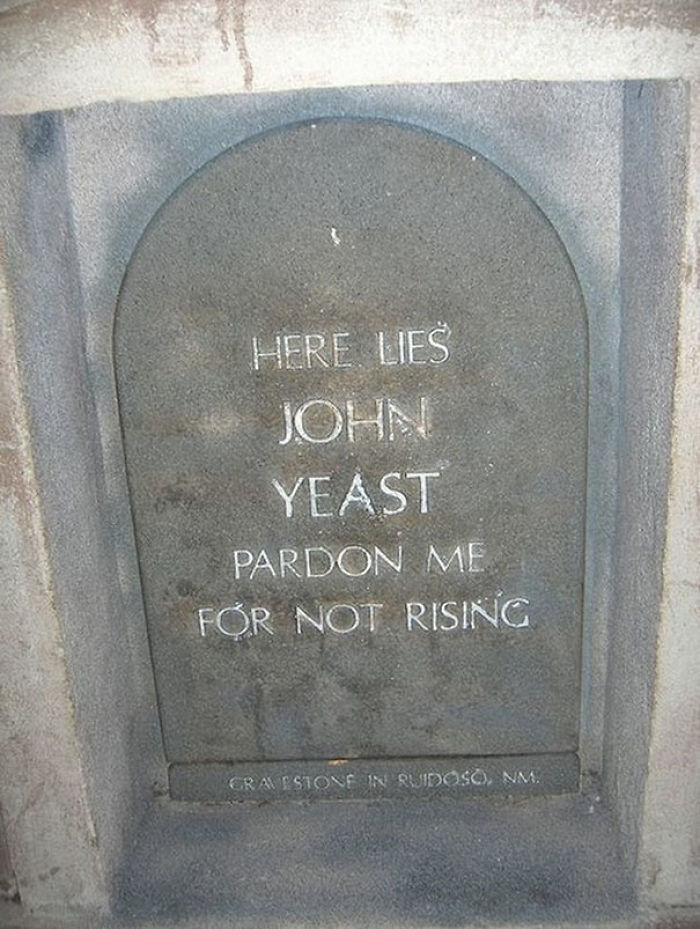 HERE LIES
JOHN
YEAST
PARDON ME
FOR NOT RISING
GRAVESTONE IN RUIDOSO, NM.